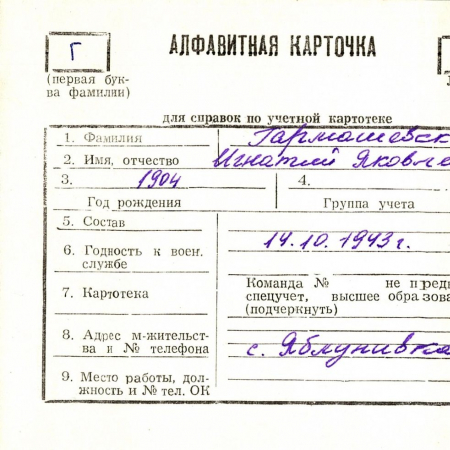 Г
АЛФАВИТНАЯ КАРТОЧКА
(первая бук-
ва фамилии)
для справок по учетной картотеке
1. Фамилия Гармашевск
2. Имя, отчество Игнатий Яковле
3. 1904 4.
Год рождения Группа учета
5. Состав
14.10.1943 г.
6. Годность к воен.
службе
7. Картотека
Команда № не предн
спецучет, высшее образова
(подчеркнуть)
8. Адрес м-жительст-
ва и № телефона
с. Яблунивка
9. Место работы, дол-
жность и № тел. ОК